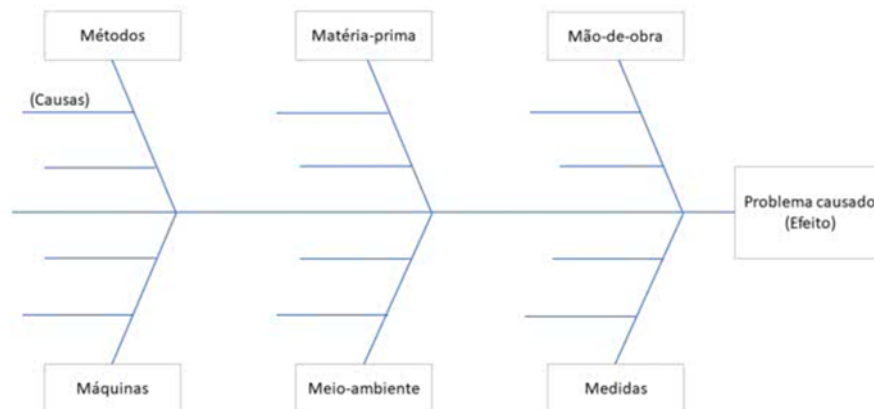 Métodos
Matéria-prima
Mão-de-obra
(Causas)
Problema causado
(Efeito)
Máquinas
Meio-ambiente
Medidas